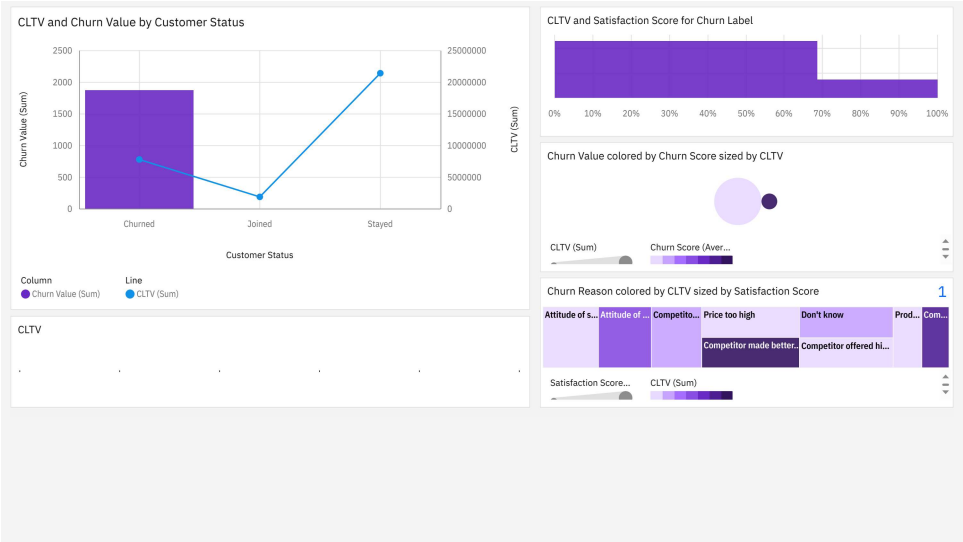 CLTV and Churn Value by Customer Status
2500
2000
1500
1000
500
0
Churn Value (Sum)
25000000
20000000
15000000
10000000
5000000
0
CLTV (Sum)
Churned Joined Stayed
Customer Status
Column Line
Churn Value (Sum) CLTV (Sum)
CLTV
CLTV and Satisfaction Score for Churn Label
0% 10% 20% 30% 40% 50% 60% 70% 80% 90% 100%
Churn Value colored by Churn Score sized by CLTV
CLTV (Sum) Churn Score (Aver...
Churn Reason colored by CLTV sized by Satisfaction Score 1
Attitude of s... Attitude of ... Competito... Price too high Don't know Prod... Com...
Competitor made better... Competitor offered hi...
Satisfaction Score... CLTV (Sum)